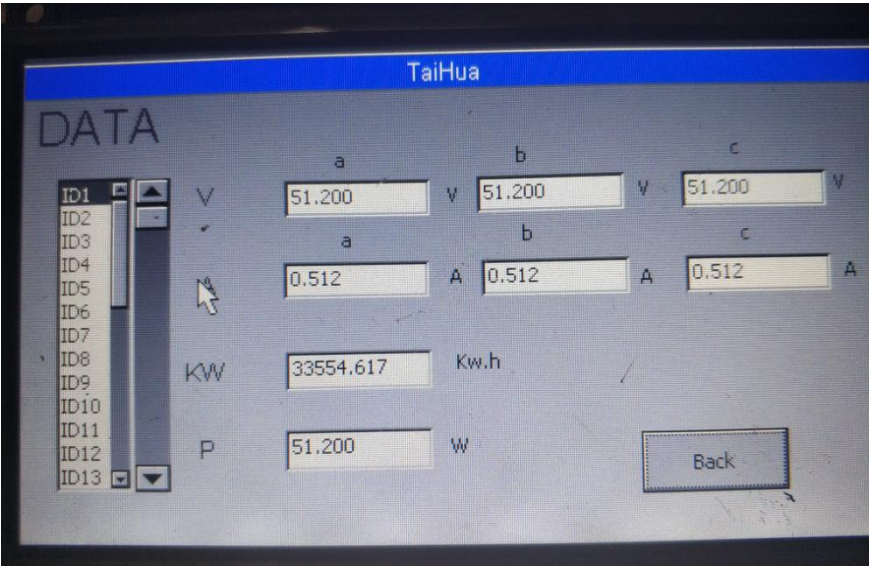 TaiHua
DATA
a b c
V 51.200 V 51.200 V 51.200 V
a b c
0.512 A 0.512 A 0.512 A
KW 33554.617 Kw.h
P 51.200 W
Back
ID1
ID2
ID3
ID4
ID5
ID6
ID7
ID8
ID9
ID10
ID11
ID12
ID13